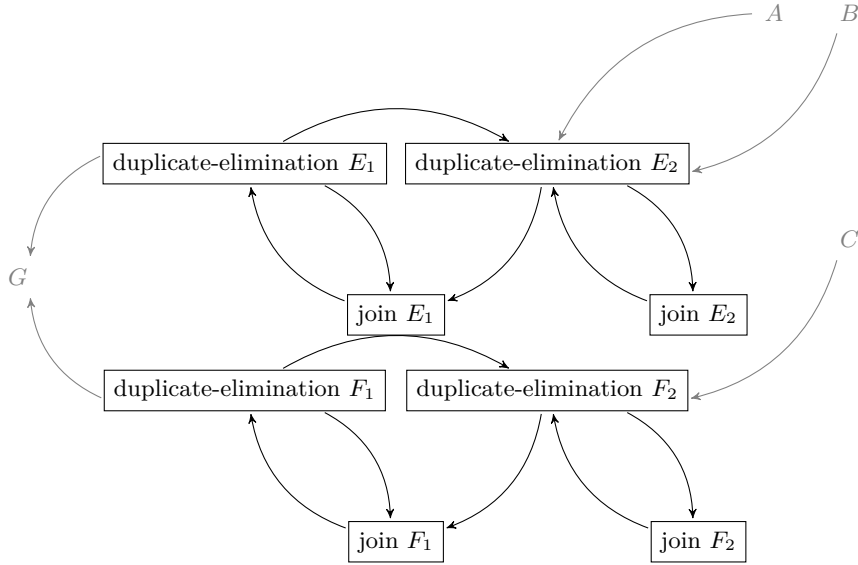 A B
duplicate-elimination E₁ duplicate-elimination E₂
C
G
join E₁ join E₂
duplicate-elimination F₁ duplicate-elimination F₂
join F₁ join F₂